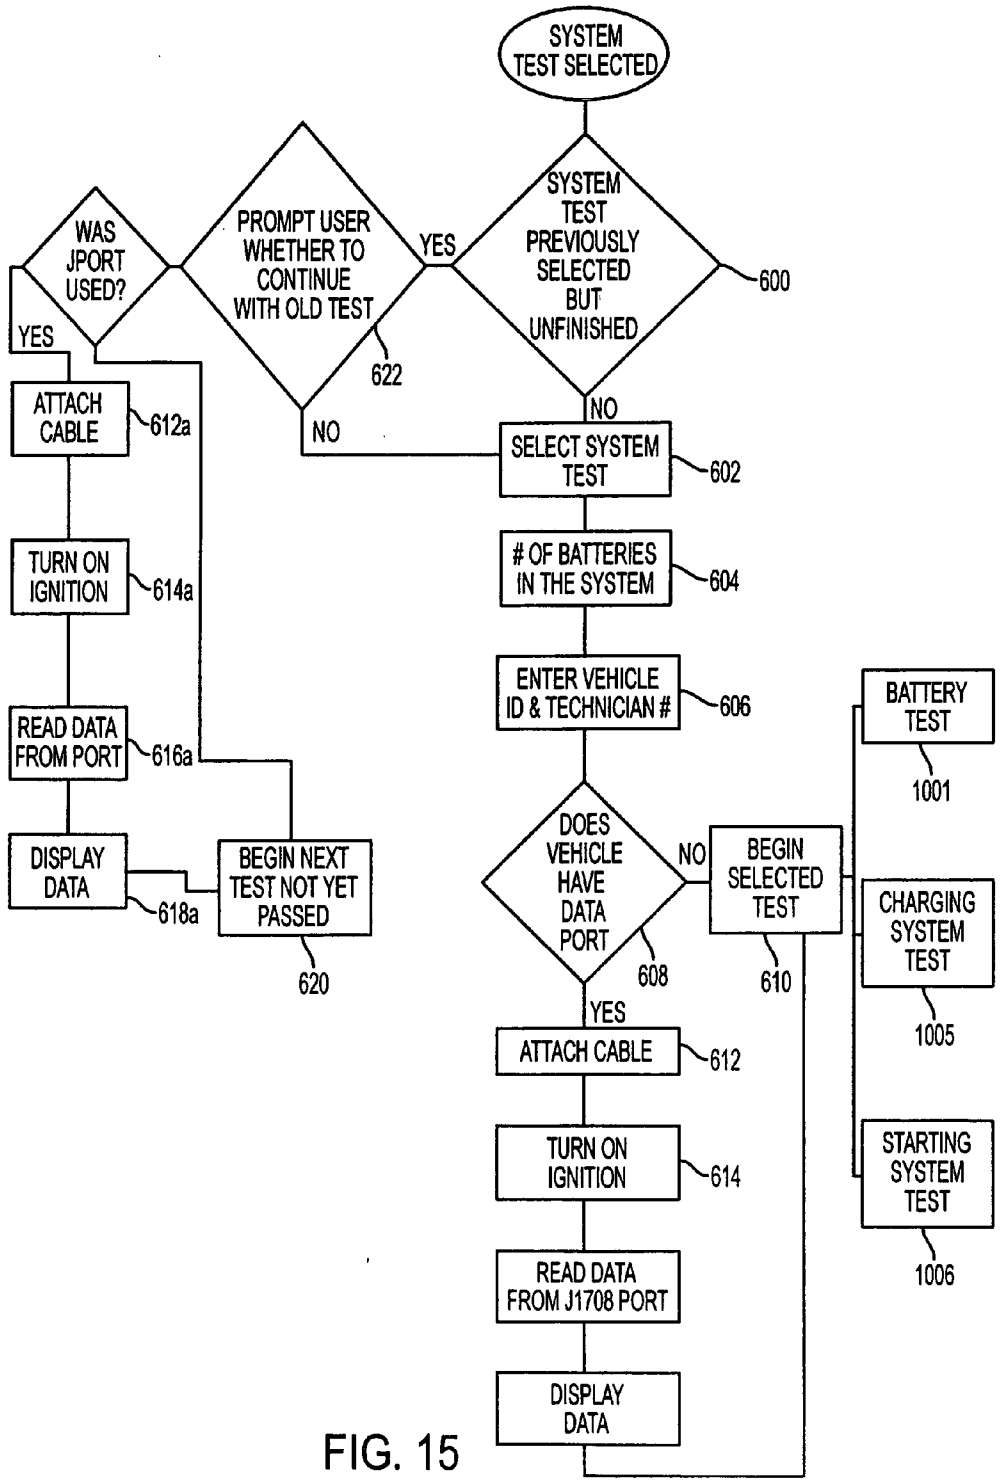 SYSTEM
TEST SELECTED
SYSTEM
TEST
PREVIOUSLY
SELECTED
BUT
UNFINISHED
600
YES
NO
PROMPT USER
WHETHER TO
CONTINUE
WITH OLD TEST
622
NO
WAS
JPORT
USED?
YES
ATTACH
CABLE
612a
TURN ON
IGNITION
614a
READ DATA
FROM PORT
616a
DISPLAY
DATA
618a
BEGIN NEXT
TEST NOT YET
PASSED
620
SELECT SYSTEM
TEST
602
# OF BATTERIES
IN THE SYSTEM
604
ENTER VEHICLE
ID & TECHNICIAN #
606
DOES
VEHICLE
HAVE
DATA
PORT
608
NO
YES
BEGIN
SELECTED
TEST
610
BATTERY
TEST
1001
CHARGING
SYSTEM
TEST
1005
STARTING
SYSTEM
TEST
1006
ATTACH CABLE
612
TURN ON
IGNITION
614
READ DATA
FROM J1708 PORT
DISPLAY
DATA
FIG. 15